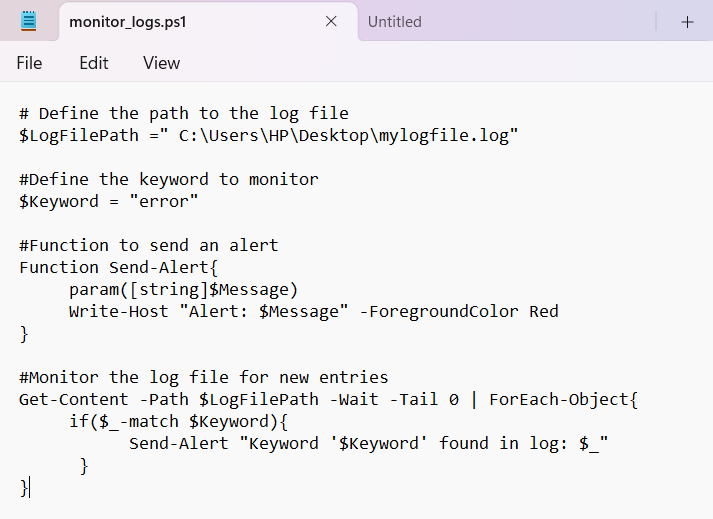 monitor_logs.ps1
Untitled
File Edit View
# Define the path to the log file
$LogFilePath =" C:\Users\HP\Desktop\mylogfile.log"
#Define the keyword to monitor
$Keyword = "error"
#Function to send an alert
Function Send-Alert{
param([string]$Message)
Write-Host "Alert: $Message" -ForegroundColor Red
}
#Monitor the log file for new entries
Get-Content -Path $LogFilePath -Wait -Tail 0 | ForEach-Object{
if($_-match $Keyword){
Send-Alert "Keyword '$Keyword' found in log: $_"
}
}